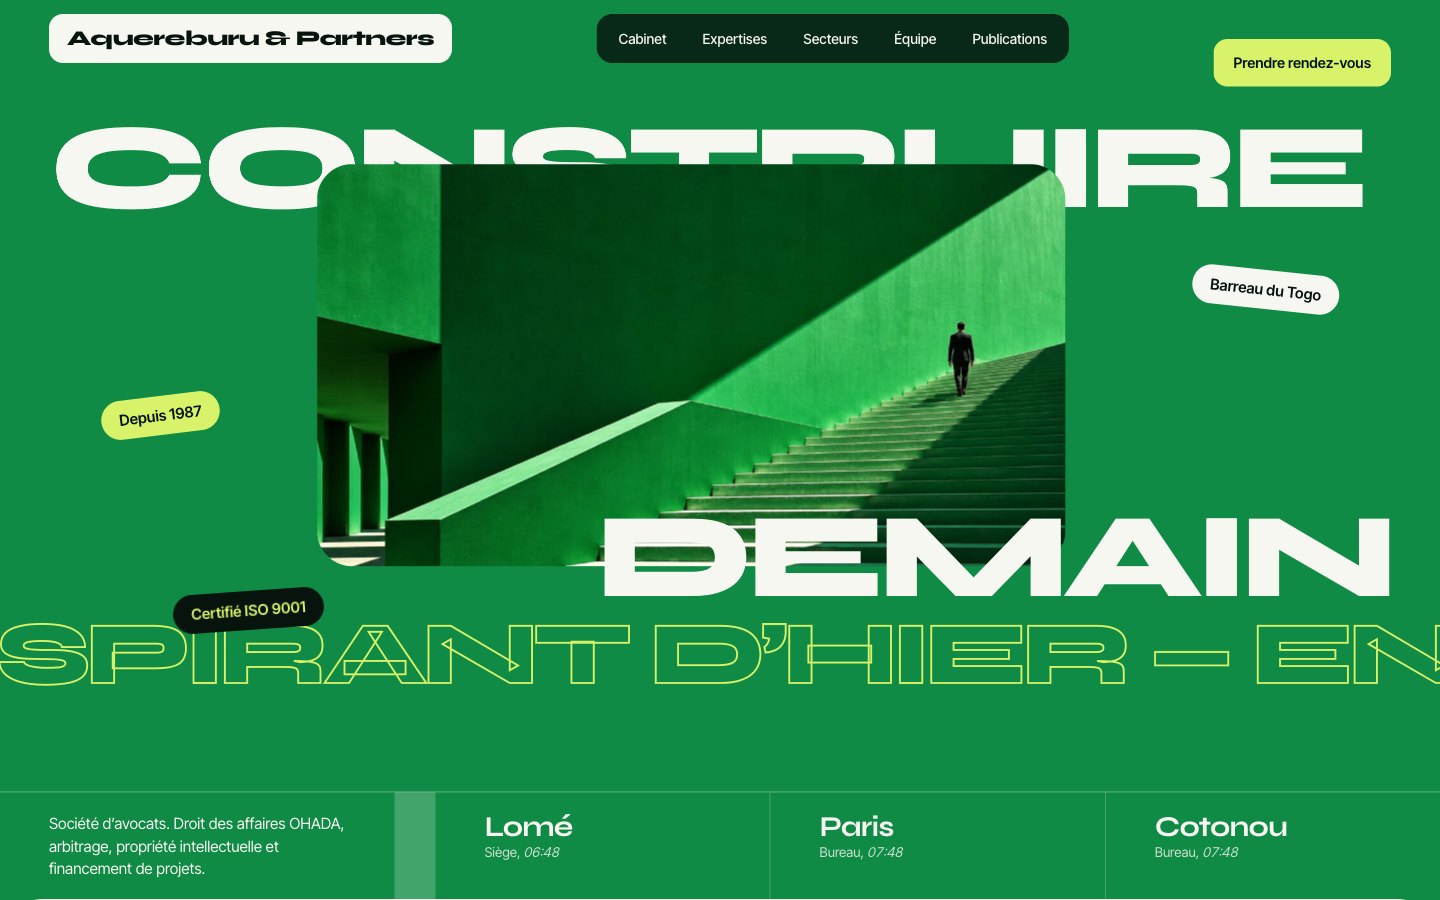 Aquereburu & Partners
Cabinet Expertises Secteurs Équipe Publications
Prendre rendez-vous
CONSTRUIRE
Barreau du Togo
Depuis 1987
DEMAIN
Certifié ISO 9001
SPIRANT D’HIER — EN
Société d’avocats. Droit des affaires OHADA,
arbitrage, propriété intellectuelle et
financement de projets.
Lomé
Siège, 06:48
Paris
Bureau, 07:48
Cotonou
Bureau, 07:48